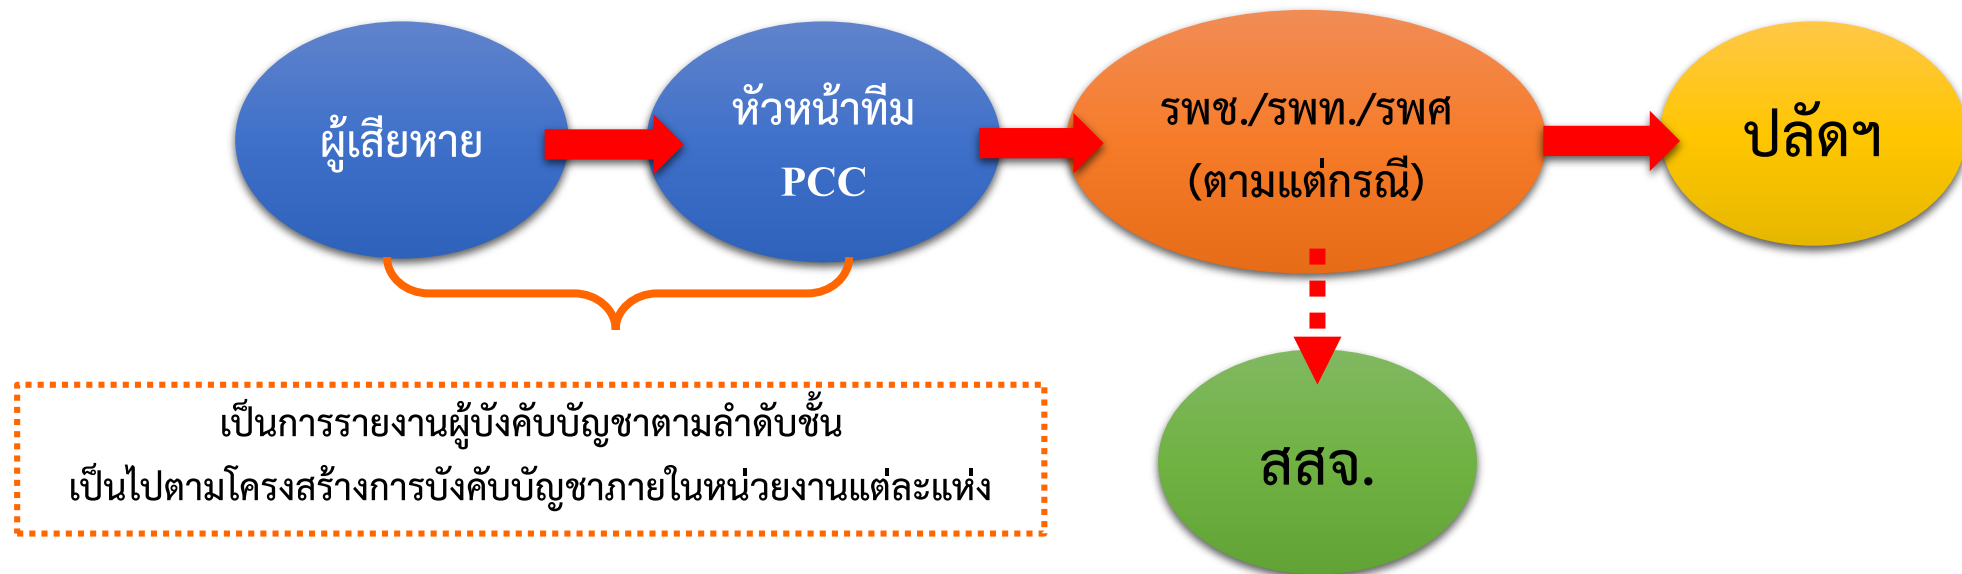 ผู้เสียหาย
หัวหน้าทีม
PCC
รพช./รพท./รพศ
(ตามแต่กรณี)
ปลัดฯ
เป็นการรายงานผู้บังคับบัญชาตามลำดับชั้น
เป็นไปตามโครงสร้างการบังคับบัญชาภายในหน่วยงานแต่ละแห่ง
สสจ.